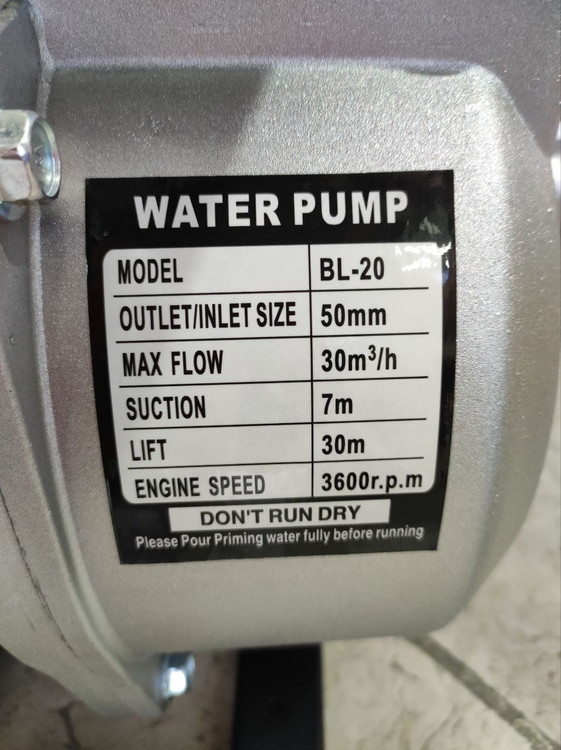 WATER PUMP
MODEL BL-20
OUTLET/INLET SIZE 50mm
MAX FLOW 30m³/h
SUCTION 7m
LIFT 30m
ENGINE SPEED 3600r.p.m
DON'T RUN DRY
Please Pour Priming water fully before running